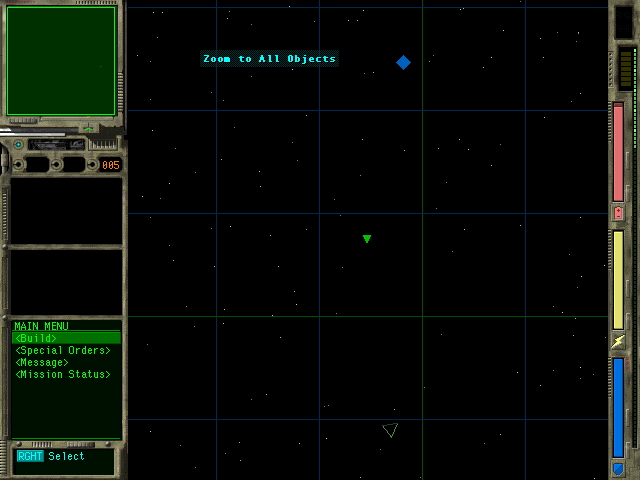 Zoom to All Objects
005
MAIN MENU
<Build>
<Special Orders>
<Message>
<Mission Status>
RGHT Select